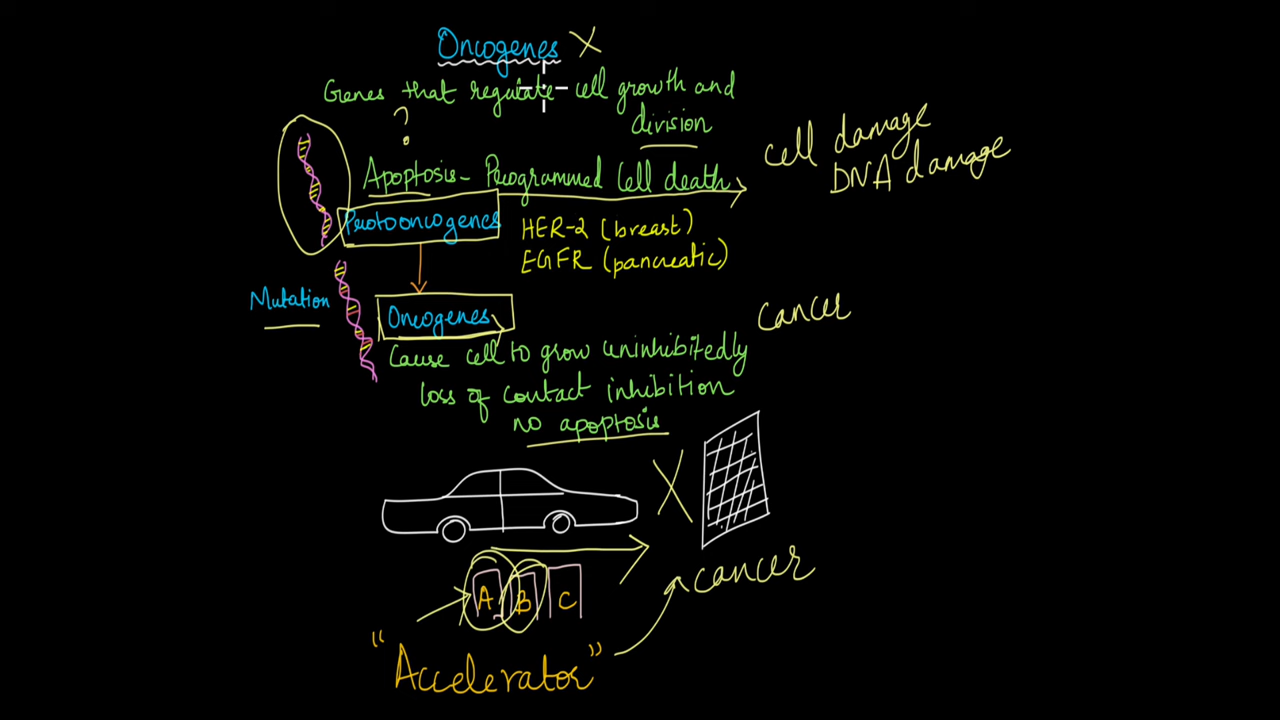 Oncogenes X
Genes that regulate cell growth and
division
?
Apoptosis - Programmed Cell death
cell damage
DNA damage
Protooncogenes
HER-2 (breast)
EGFR (pancreatic)
Mutation
Oncogenes
cancer
Cause cell to grow uninhibitedly
loss of contact inhibition
no apoptosis
X
A B C
cancer
"Accelerator"